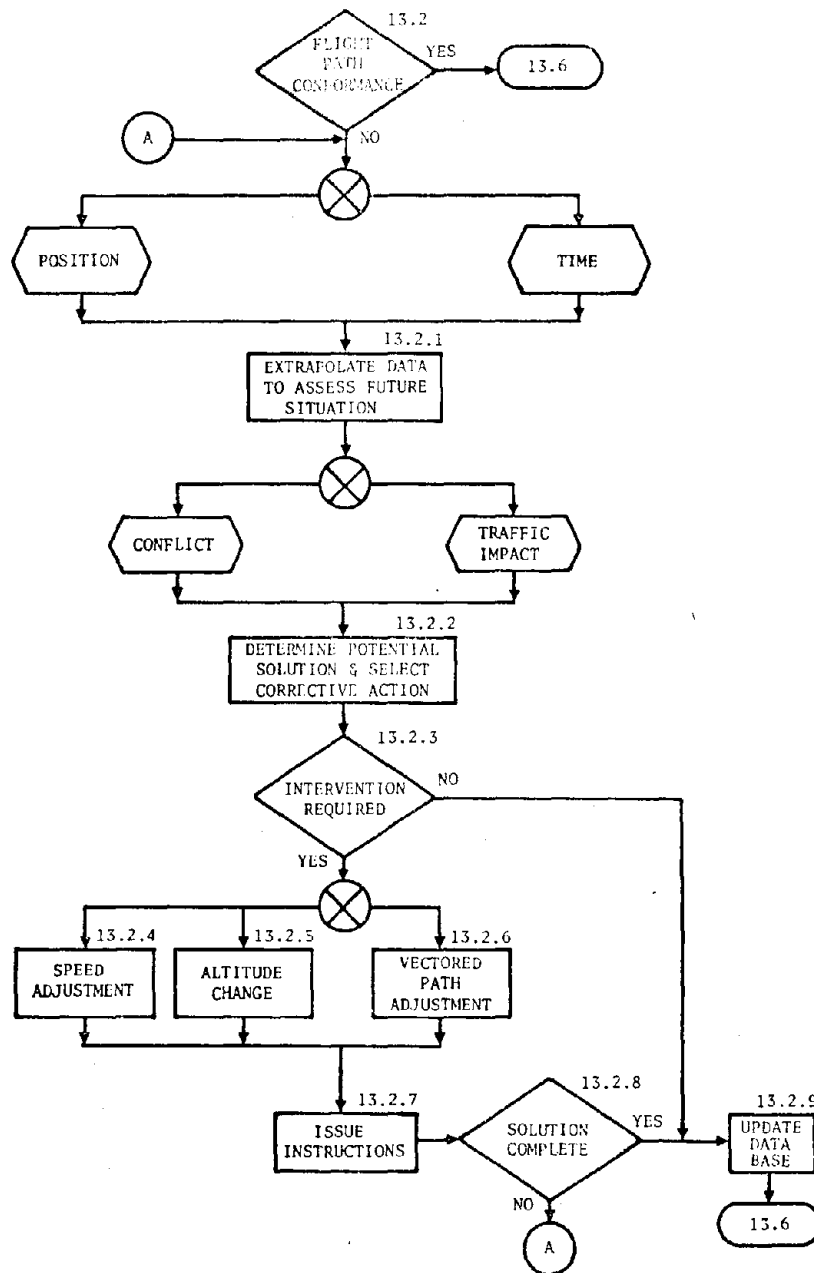 13.2
FLIGHT
PATH
CONFORMANCE
YES
13.6
A
NO
POSITION
TIME
13.2.1
EXTRAPOLATE DATA
TO ASSESS FUTURE
SITUATION
CONFLICT
TRAFFIC
IMPACT
13.2.2
DETERMINE POTENTIAL
SOLUTION & SELECT
CORRECTIVE ACTION
13.2.3
INTERVENTION
REQUIRED
NO
YES
13.2.4
SPEED
ADJUSTMENT
13.2.5
ALTITUDE
CHANGE
13.2.6
VECTORED
PATH
ADJUSTMENT
13.2.7
ISSUE
INSTRUCTIONS
13.2.8
SOLUTION
COMPLETE
YES
NO
A
13.2.9
UPDATE
DATA
BASE
13.6